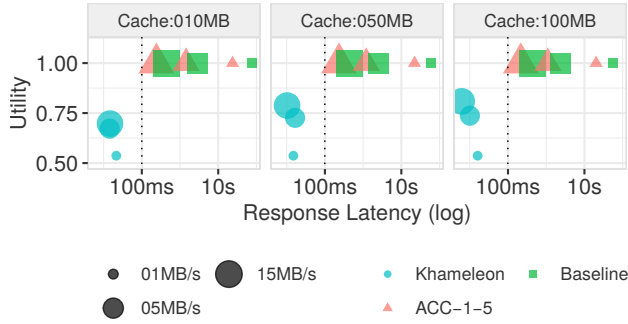 Cache:010MB Cache:050MB Cache:100MB
1.00
0.75
0.50
Utility
100ms 10s 100ms 10s 100ms 10s
Response Latency (log)
01MB/s 15MB/s Khameleon Baseline
05MB/s ACC−1−5